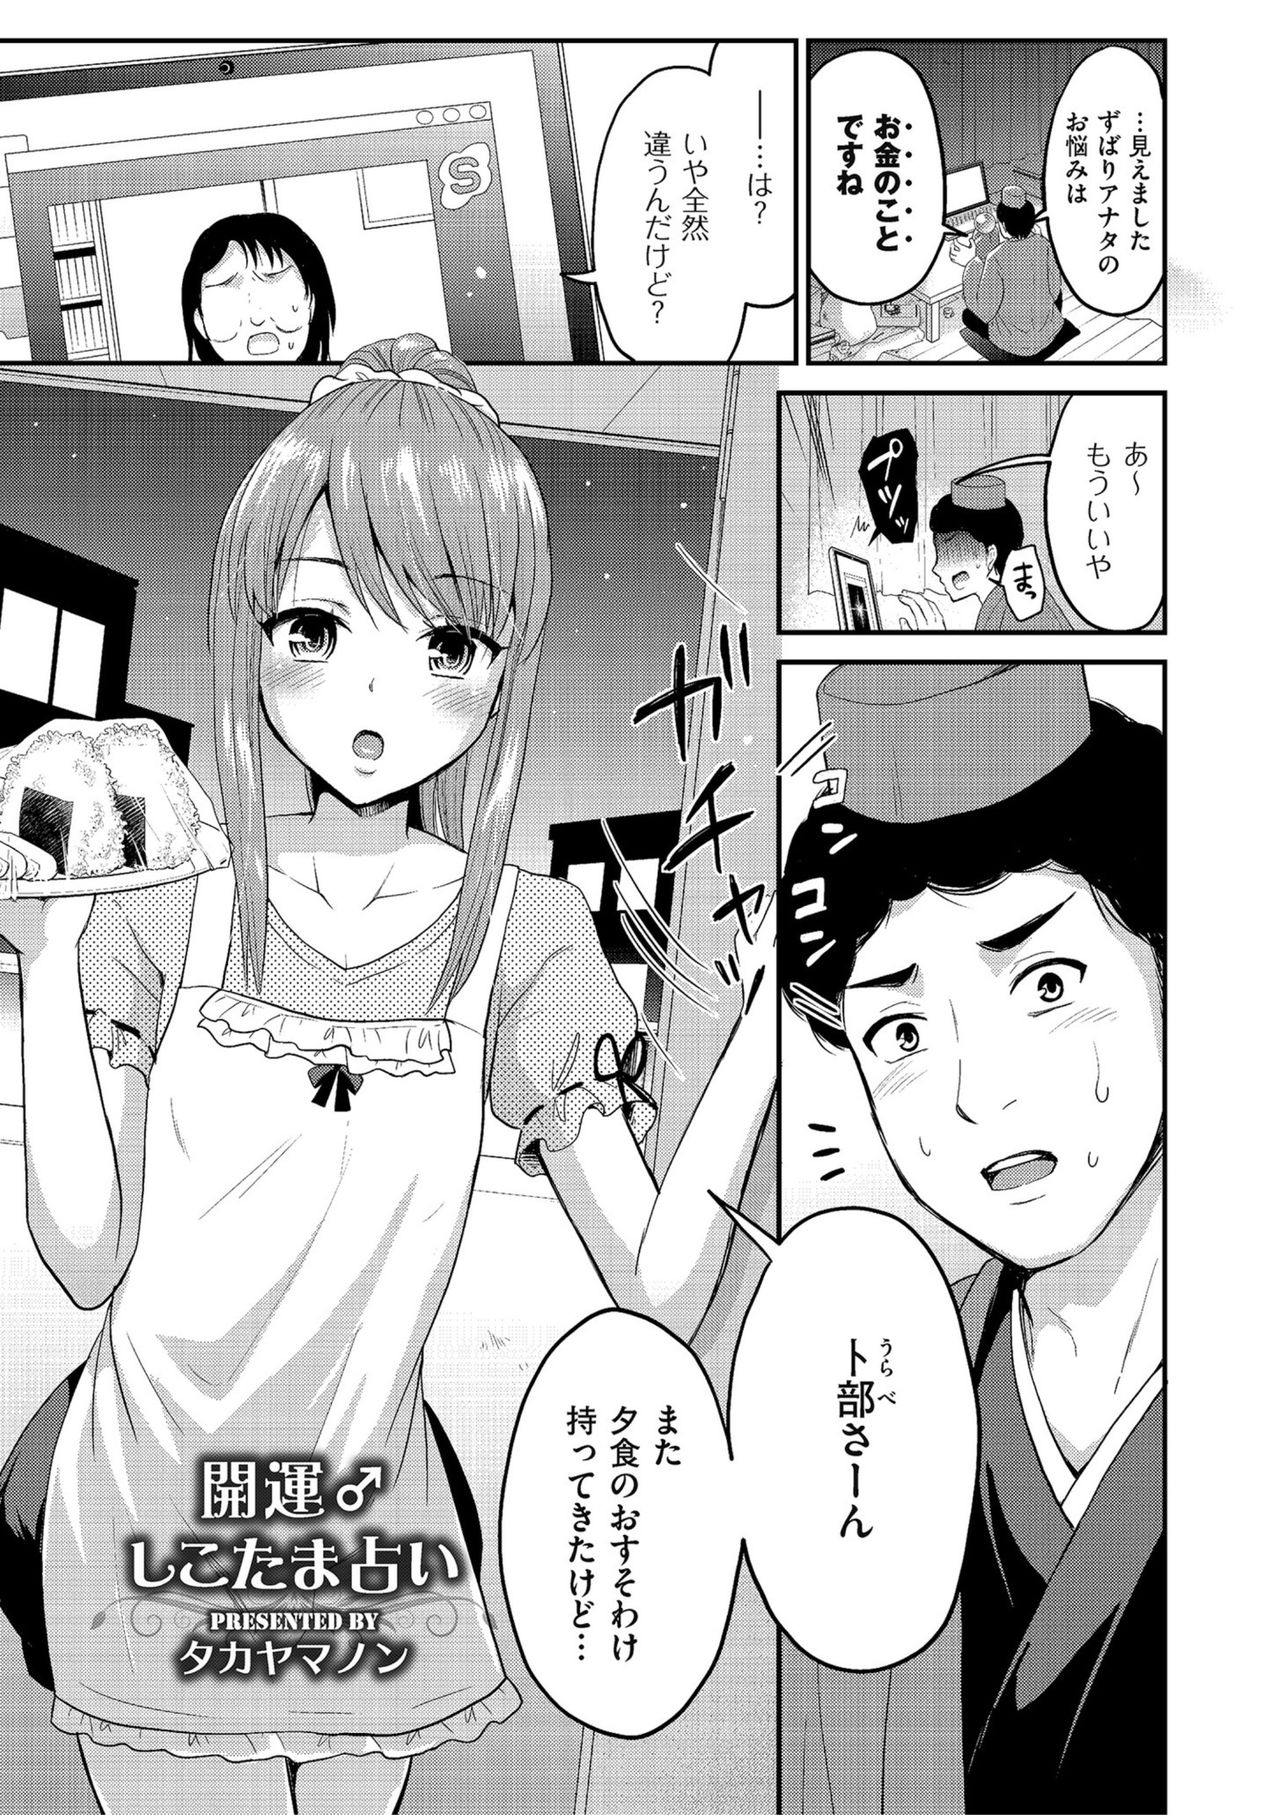 …見えました
ずばりアナタの
お悩みは
お金のこと
ですね
―…は?
いや全然
違うんだけど?
S
あ～
もういいや
プツッ
まっ
コン
コン
ガチャ
卜部さーん
うらべ
また
夕食のおすそわけ
持ってきたけど…
開運♂
しこたま占い
PRESENTED BY
タカヤマノン